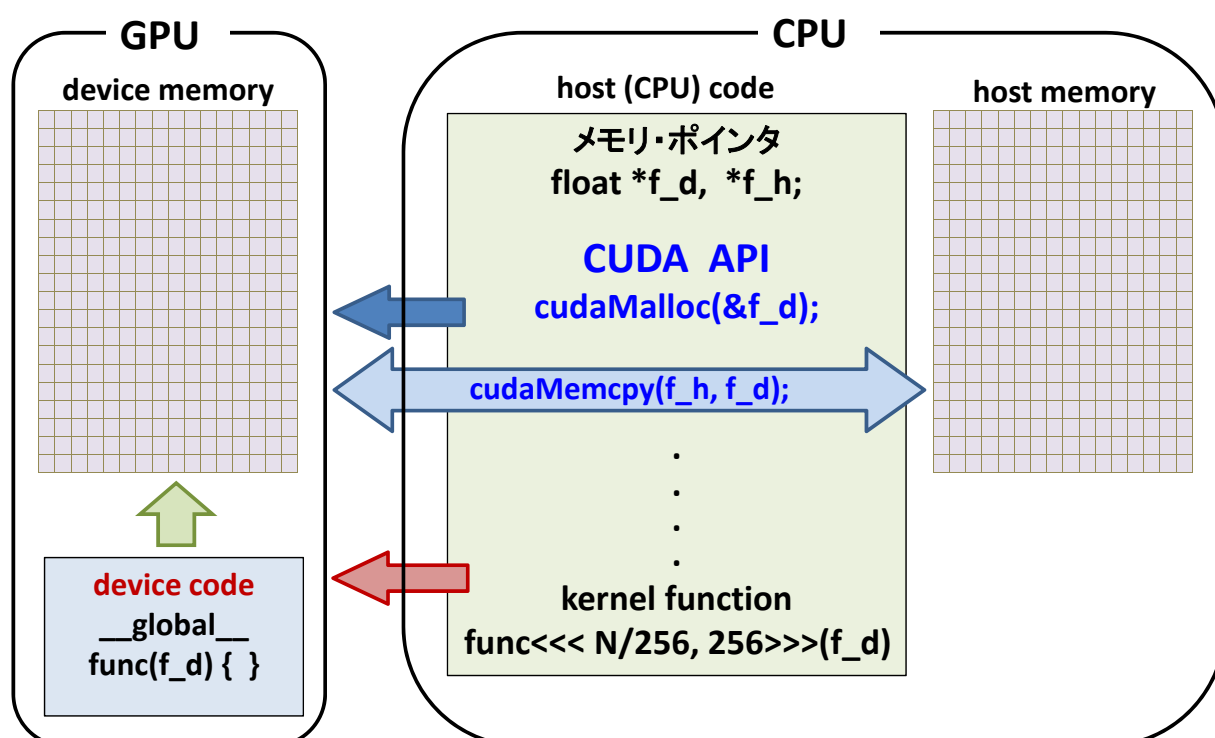 GPU
device memory
device code
__global__
func(f_d) { }
CPU
host (CPU) code
メモリ・ポインタ
float *f_d, *f_h;
CUDA API
cudaMalloc(&f_d);
cudaMemcpy(f_h, f_d);
.
.
.
.
kernel function
func<<< N/256, 256>>>(f_d)
host memory